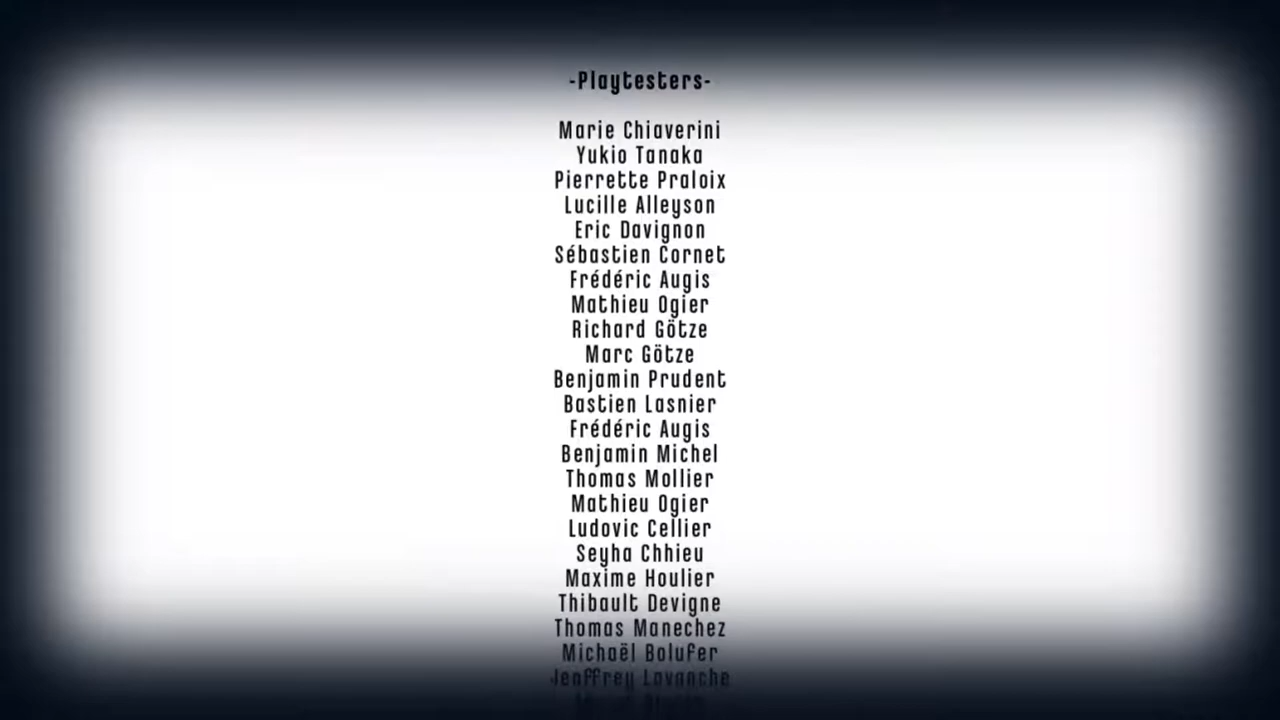 -Playtesters-
Marie Chiaverini
Yukio Tanaka
Pierrette Praloix
Lucille Alleyson
Eric Davignon
Sébastien Cornet
Frédéric Augis
Mathieu Ogier
Richard Götze
Marc Götze
Benjamin Prudent
Bastien Lasnier
Frédéric Augis
Benjamin Michel
Thomas Mollier
Mathieu Ogier
Ludovic Cellier
Seyha Chhieu
Maxime Houlier
Thibault Devigne
Thomas Manechez
Michaël Bolufer
Jenffrey Lavanche